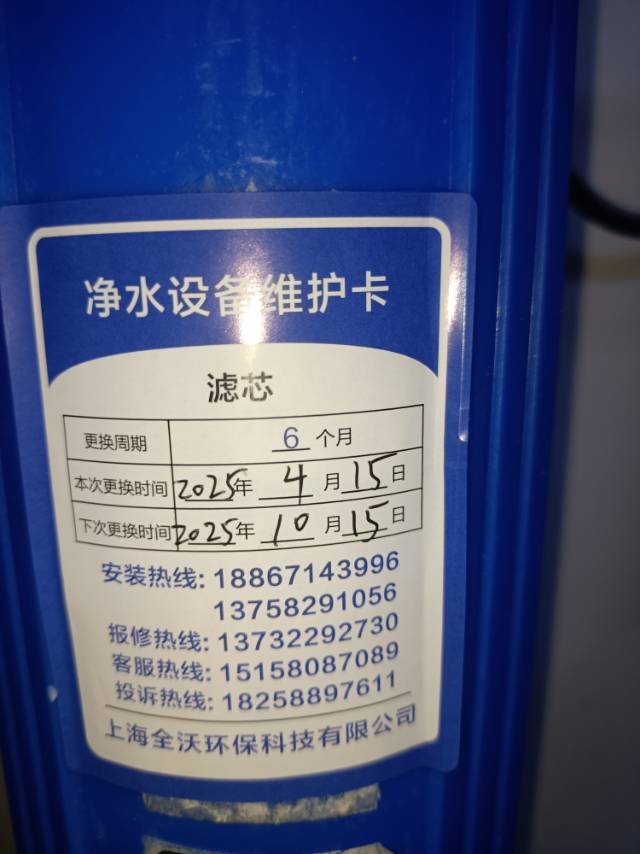 净水设备维护卡
滤芯
更换周期 6 个月
本次更换时间 2025年 4 月 15 日
下次更换时间 2025年 10 月 15 日
安装热线: 18867143996
13758291056
报修热线: 13732292730
客服热线: 15158087089
投诉热线: 18258897611
上海全沃环保科技有限公司